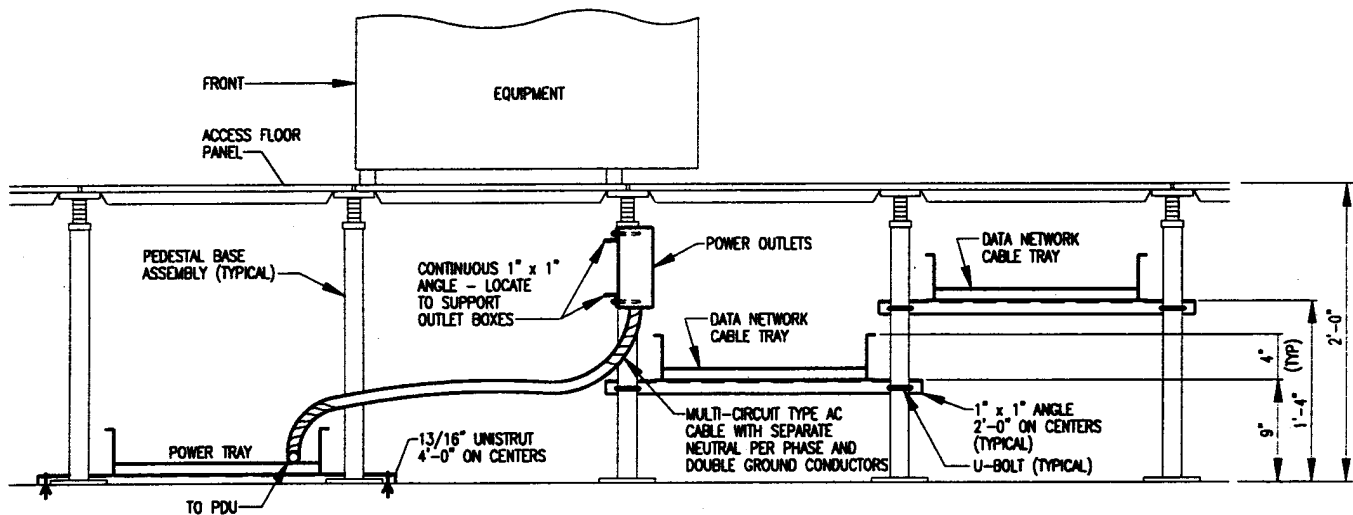 FRONT
EQUIPMENT
ACCESS FLOOR
PANEL
PEDESTAL BASE
ASSEMBLY (TYPICAL)
CONTINUOUS 1" x 1"
ANGLE - LOCATE
TO SUPPORT
OUTLET BOXES
POWER OUTLETS
DATA NETWORK
CABLE TRAY
DATA NETWORK
CABLE TRAY
POWER TRAY
13/16" UNISTRUT
4'-0" ON CENTERS
TO PDU
MULTI-CIRCUIT TYPE AC
CABLE WITH SEPARATE
NEUTRAL PER PHASE AND
DOUBLE GROUND CONDUCTORS
1" x 1" ANGLE
2'-0" ON CENTERS
(TYPICAL)
U-BOLT (TYPICAL)
4"
(TYP)
9"
1'-4"
2'-0"